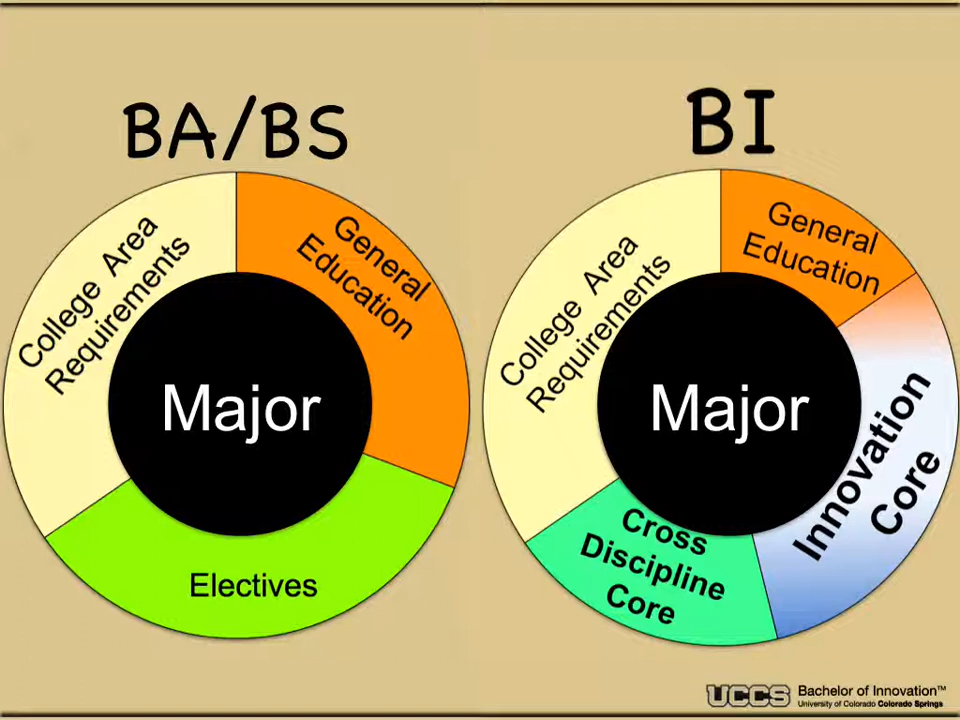 BA/BS
College Area
Requirements
General
Education
Major
Electives
BI
College Area
Requirements
General
Education
Major
Innovation
Core
Cross
Discipline
Core
UCCS
Bachelor of Innovation™
University of Colorado Colorado Springs